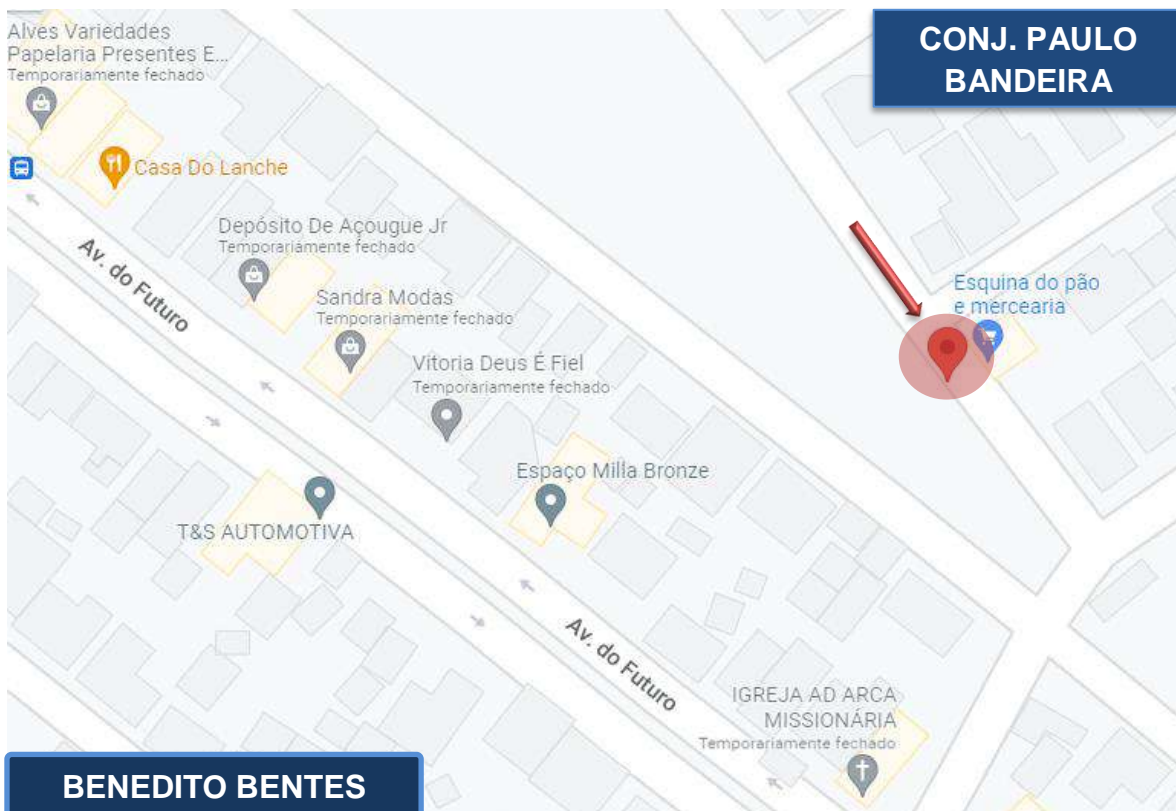 Alves Variedades
Papelaria Presentes E...
Temporariamente fechado
CONJ. PAULO
BANDEIRA
Casa Do Lanche
Depósito De Açougue Jr
Temporariamente fechado
Av. do Futuro
Sandra Modas
Temporariamente fechado
Esquina do pão
e mercearia
Vitoria Deus É Fiel
Temporariamente fechado
Espaço Milla Bronze
T&S AUTOMOTIVA
Av. do Futuro
IGREJA AD ARCA
MISSIONÁRIA
Temporariamente fechado
BENEDITO BENTES